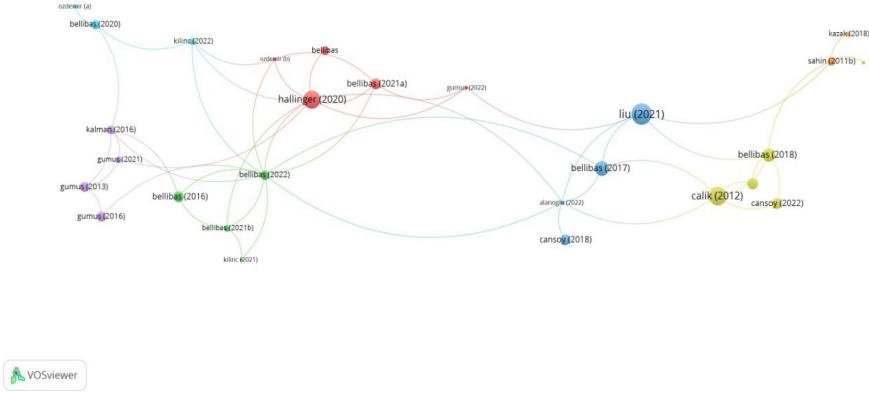 ozdemir (a)
bellibas (2020)
kilinc (2022)
kazak (2018)
bellibas
ozdemir (b)
sahin (2011b)
bellibas (2021a)
gumus (2022)
hallinger (2020)
liu (2021)
kalman (2016)
gumus (2021)
bellibas (2018)
bellibas (2017)
bellibas (2022)
gumus (2013)
bellibas (2016)
calik (2012)
alanoglu (2022)
cansoy (2022)
gumus (2016)
bellibas (2021b)
cansoy (2018)
kilinc (2021)
VOSviewer